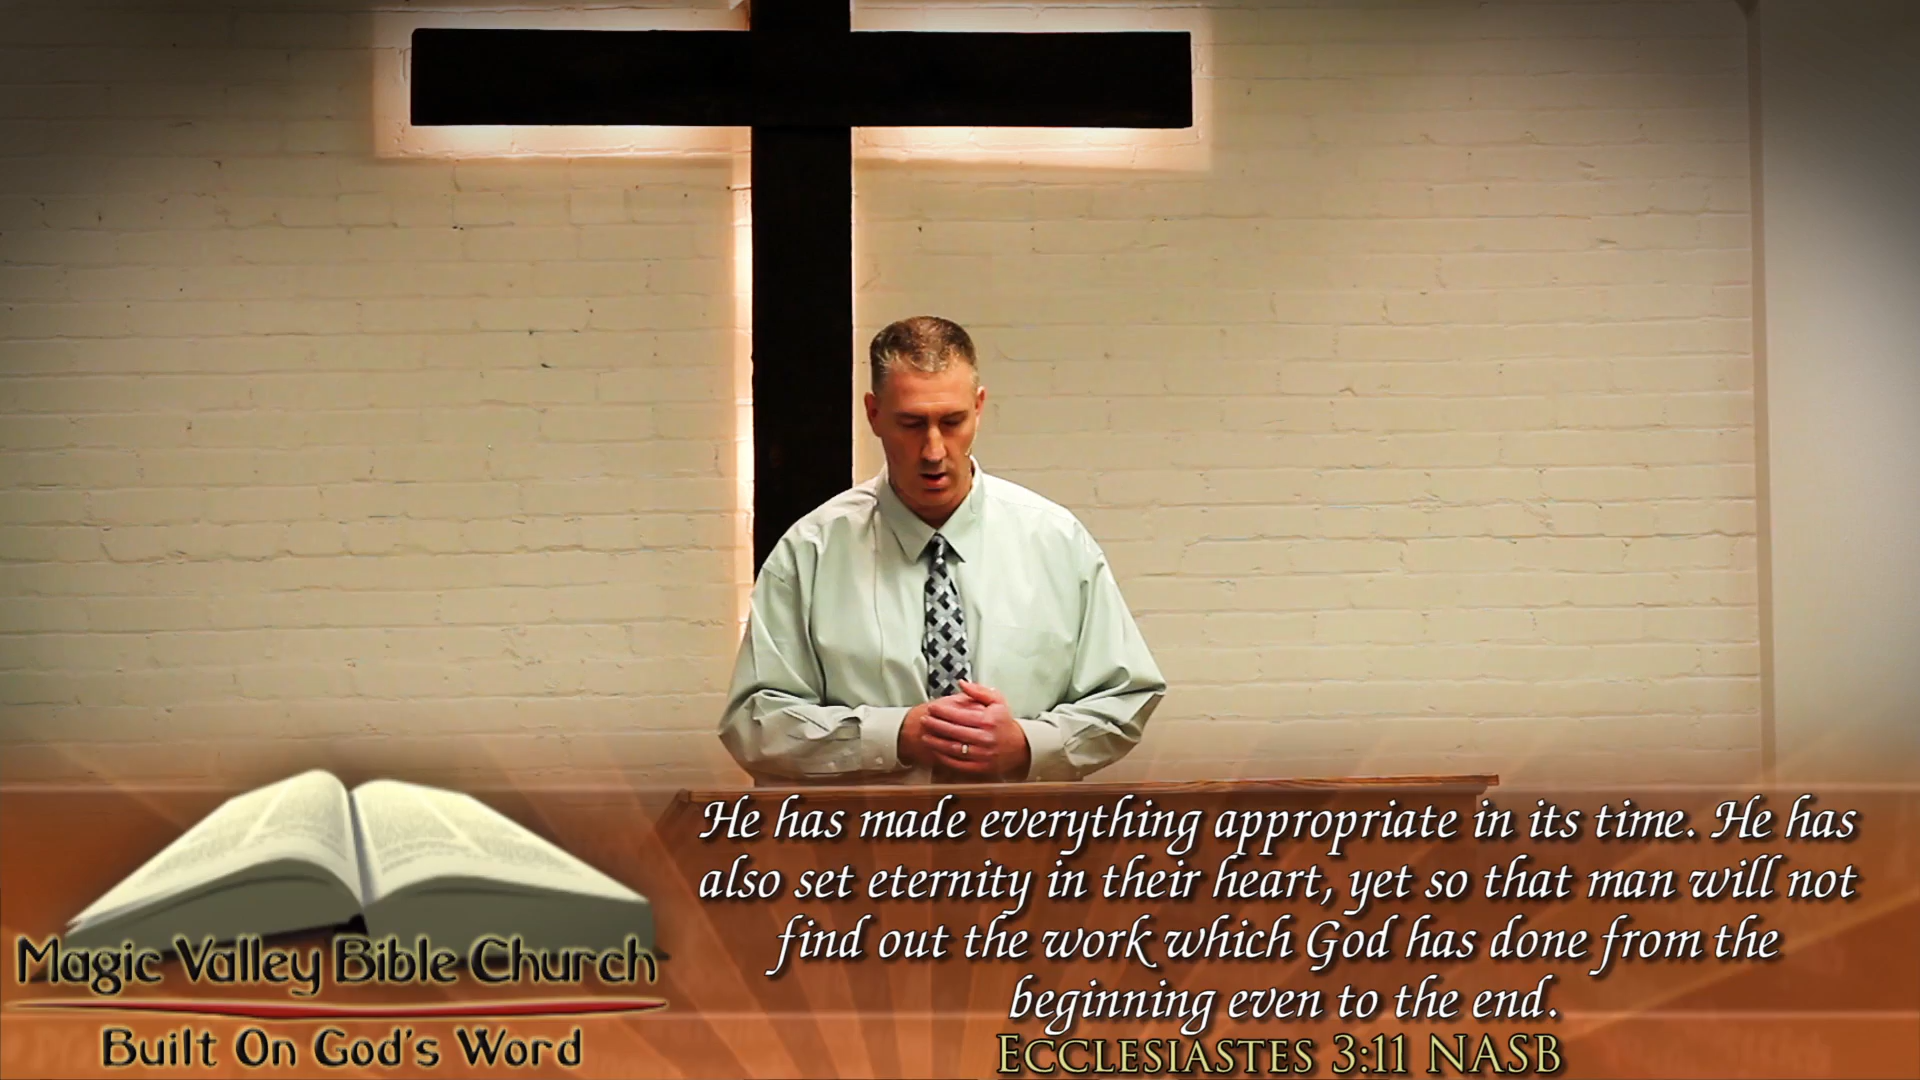 He has made everything appropriate in its time. He has
also set eternity in their heart, yet so that man will not
find out the work which God has done from the
beginning even to the end.
Ecclesiastes 3:11 NASB
Magic Valley Bible Church
Built On God's Word